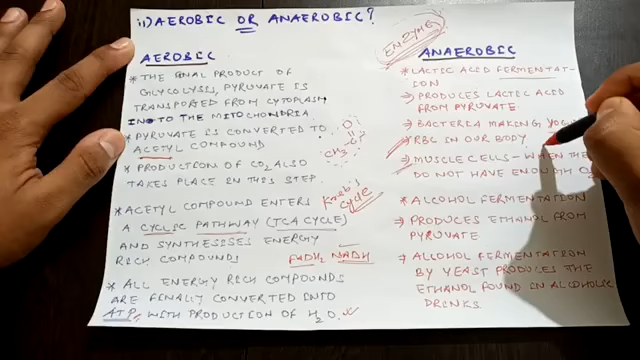 ii) AEROBIC OR ANAEROBIC?
ENZYME
AEROBIC
* THE FINAL PRODUCT OF
GLYCOLYSIS, PYRUVATE IS
TRANSPORTED FROM CYTOPLASM
INTO THE MITOCHONDRIA
* PYRUVATE IS CONVERTED TO
ACETYL COMPOUND
O
CH3-C-
* PRODUCTION OF CO2 ALSO
TAKES PLACE IN THIS STEP
Kreb's
cycle
* ACETYL COMPOUND ENTERS
A CYCLIC PATHWAY (TCA CYCLE)
AND SYNTHESISES ENERGY
RICH COMPOUNDS
FADH2 NADH
* ALL ENERGY RICH COMPOUNDS
ARE FINALLY CONVERTED INTO
ATP, WITH PRODUCTION OF H2O.
ANAEROBIC
* LACTIC ACID FERMENTAT-
ION
⇒ PRODUCES LACTIC ACID
FROM PYRUVATE
⇒ BACTERIA MAKING
⇒ RBC IN OUR BODY
⇒ MUSCLE CELLS - WHEN THE
DO NOT HAVE ENOUGH O2
* ALCOHOL FERMENTATION
⇒ PRODUCES ETHANOL FROM
PYRUVATE
⇒ ALCOHOL FERMENTATION
BY YEAST PRODUCES THE
ETHANOL FOUND IN ALCOHOLIC
DRINKS